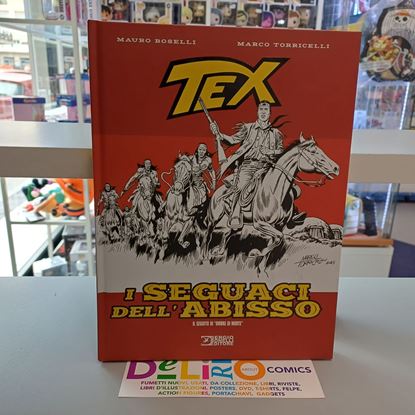 MAURO BOSELLI MARCO TORRICELLI
TEX
I SEGUACI
DELL'ABISSO
IL SEGUITO DI "OMBRE DI MORTE"
SERGIO
BONELLI
EDITORE
DELIRIO ABOUT COMICS
FUMETTI NUOVI, USATI, DA COLLEZIONE, LIBRI, RIVISTE,
LIBRI D'ILLUSTRAZIONI, POSTERS, DVD, T-SHIRTS, FELPE,
ACTION FIGURES, PORTACHIAVI, GADGETS